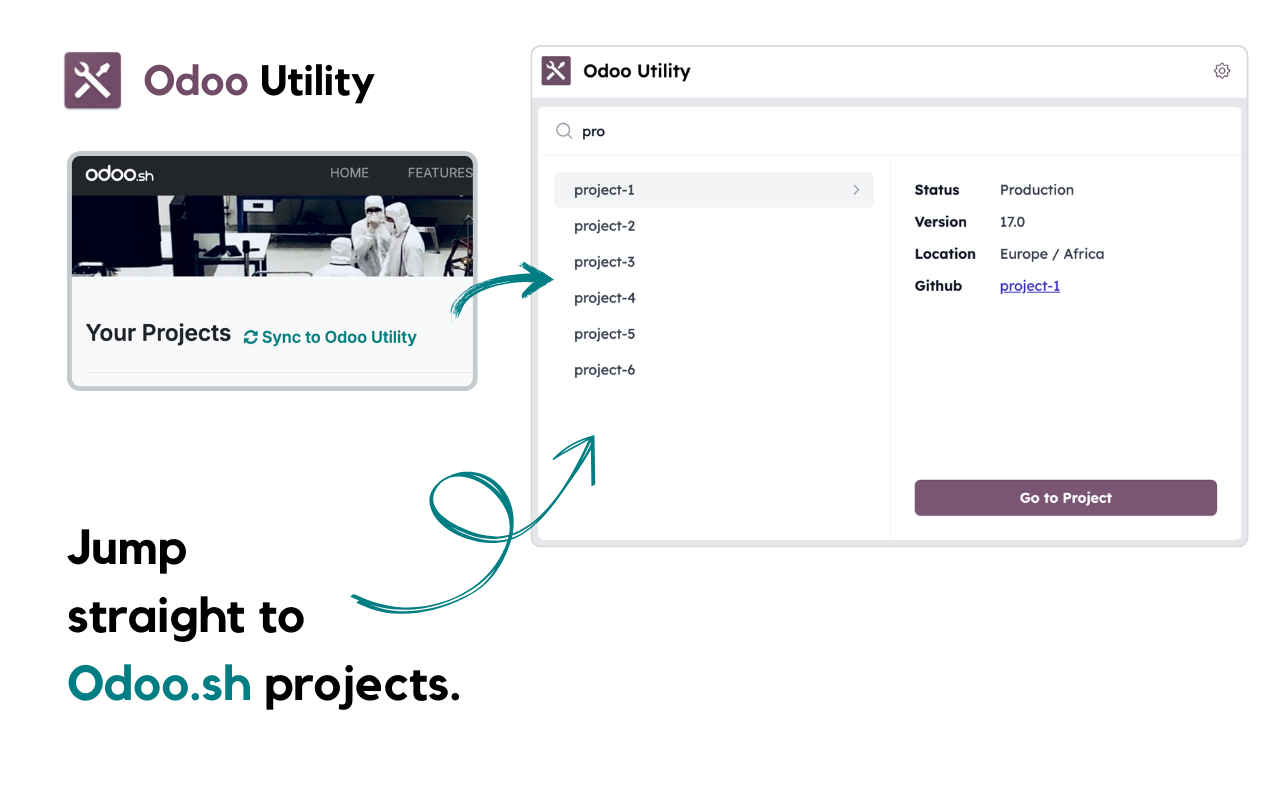 Odoo Utility
odoo.sh
HOME
FEATURES
Your Projects
Sync to Odoo Utility
Jump
straight to
Odoo.sh projects.
Odoo Utility
pro
project-1
project-2
project-3
project-4
project-5
project-6
Status Production
Version 17.0
Location Europe / Africa
Github project-1
Go to Project